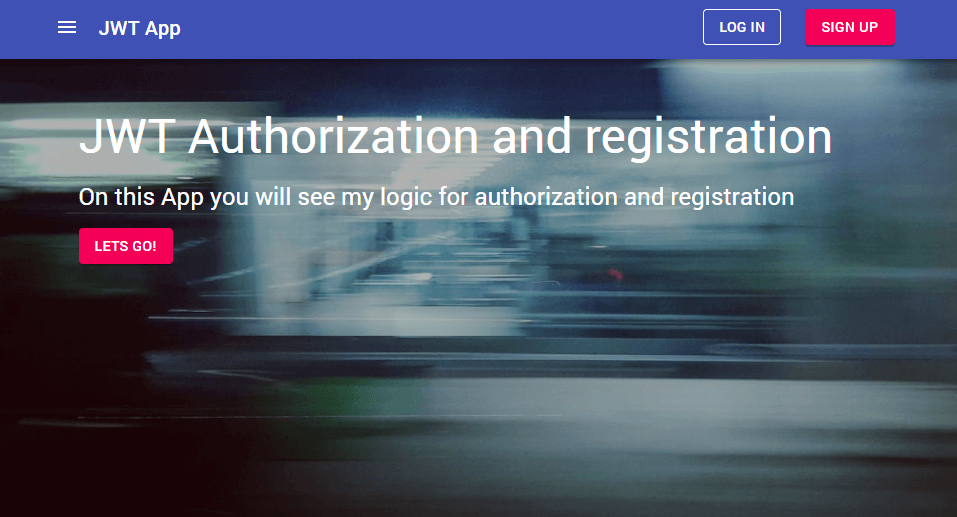 JWT App
LOG IN
SIGN UP
JWT Authorization and registration
On this App you will see my logic for authorization and registration
LETS GO!